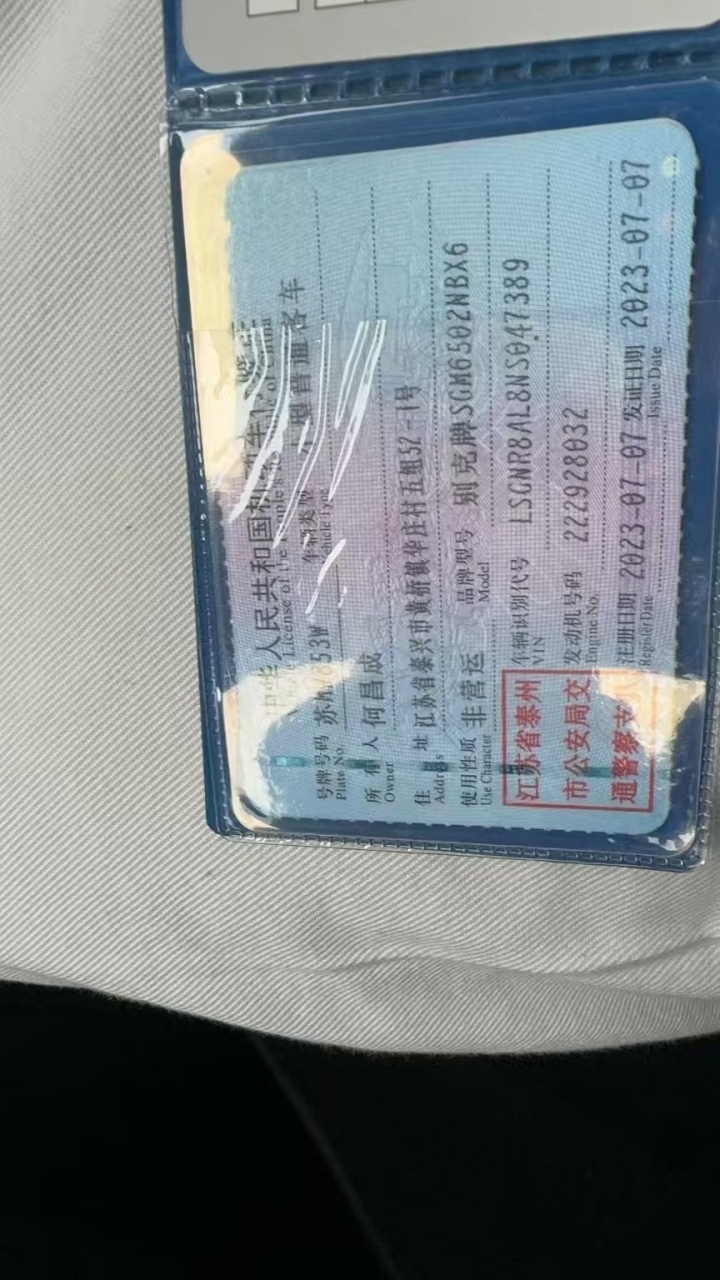 中华人民共和国
号牌号码 车辆类型 型普通客车
Plate No. Vehicle Type
所有人 何昌成
Owner
住址 江苏省泰兴市黄桥镇华庄村五组52-1号
Address
使用性质 非营运 品牌型号 别克牌SGM6502NBX6
Use Character Model
车辆识别代号 LSGNR8AL8NS047389
VIN
发动机号码 222928032
Engine No.
注册日期 2023-07-07 发证日期 2023-07-07
Register Date Issue Date
江苏省泰州
市公安局交
通警察支